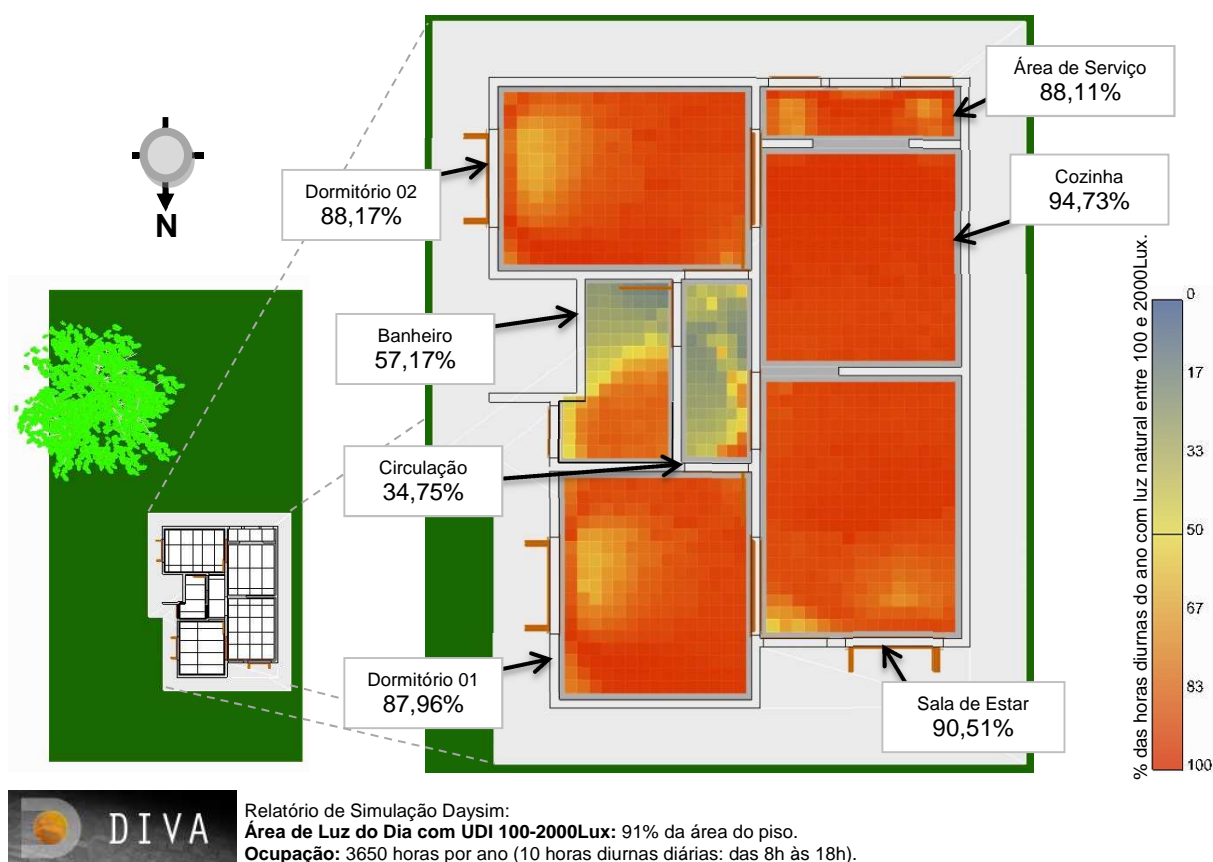 Área de Serviço
88,11%
Dormitório 02
88,17%
Cozinha
94,73%
N
Banheiro
57,17%
Circulação
34,75%
Dormitório 01
87,96%
Sala de Estar
90,51%
% das horas diurnas do ano com luz natural entre 100 e 2000Lux.
0
17
33
50
67
83
100
DIVA
Relatório de Simulação Daysim:
Área de Luz do Dia com UDI 100-2000Lux: 91% da área do piso.
Ocupação: 3650 horas por ano (10 horas diurnas diárias: das 8h às 18h).